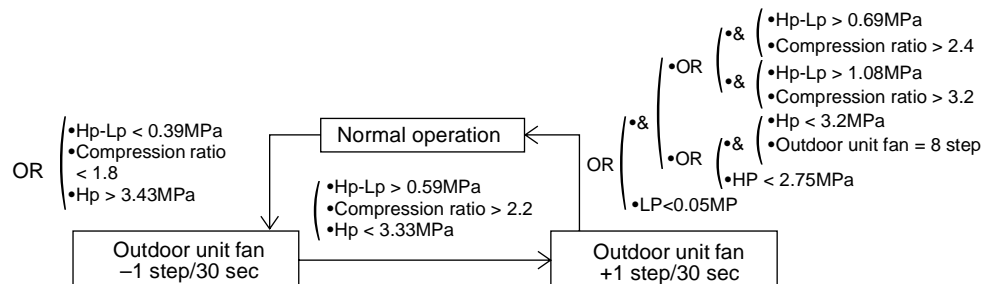 OR
•Hp-Lp < 0.39MPa
•Compression ratio
< 1.8
•Hp > 3.43MPa
Normal operation
•Hp-Lp > 0.59MPa
•Compression ratio > 2.2
•Hp < 3.33MPa
Outdoor unit fan
–1 step/30 sec
Outdoor unit fan
+1 step/30 sec
OR
•&
•OR
•&
•Hp-Lp > 0.69MPa
•Compression ratio > 2.4
•&
•Hp-Lp > 1.08MPa
•Compression ratio > 3.2
•OR
•&
•Hp < 3.2MPa
•Outdoor unit fan = 8 step
•HP < 2.75MPa
•LP<0.05MP